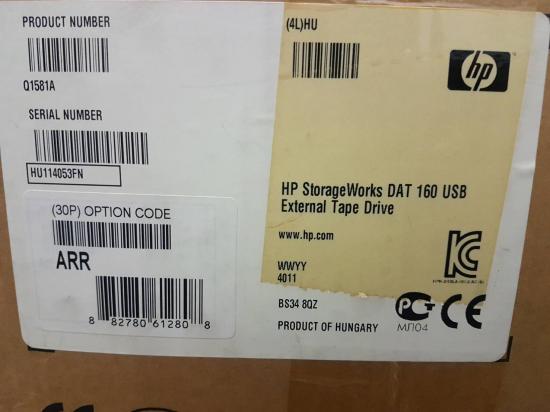 PRODUCT NUMBER
Q1581A
SERIAL NUMBER
HU114053FN
(30P) OPTION CODE
ARR
8 82780 61280 8
(4L)HU
hp
HP StorageWorks DAT 160 USB
External Tape Drive
www.hp.com
WWYY
4011
BS34 8QZ
PRODUCT OF HUNGARY
МЛ04
CE